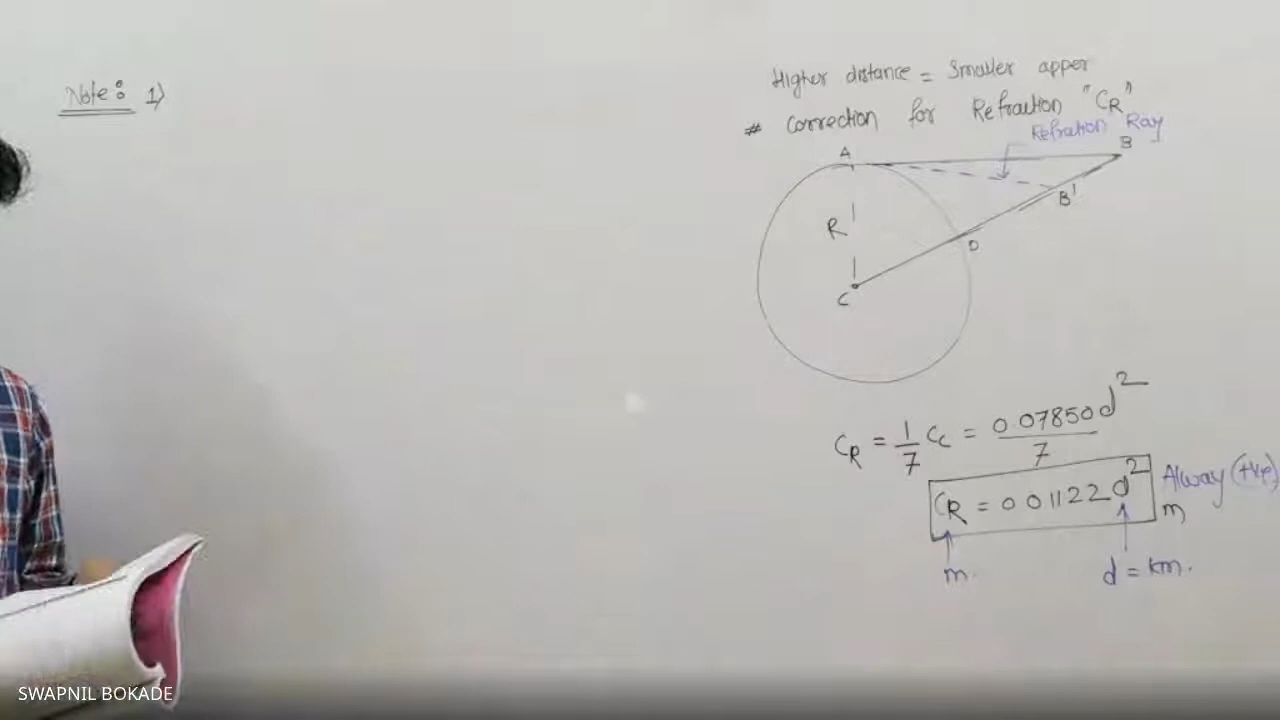 Note: 1)
Higher distance = Smaller apper
# Correction for Refraction "CR"
Refration Ray
A
B
B'
R
D
C
CR = 1/7 Cc = 0.07850d²/7
CR = 0.01122d² m
Alway (+ve)
m.
d = km.
SWAPNIL BOKADE